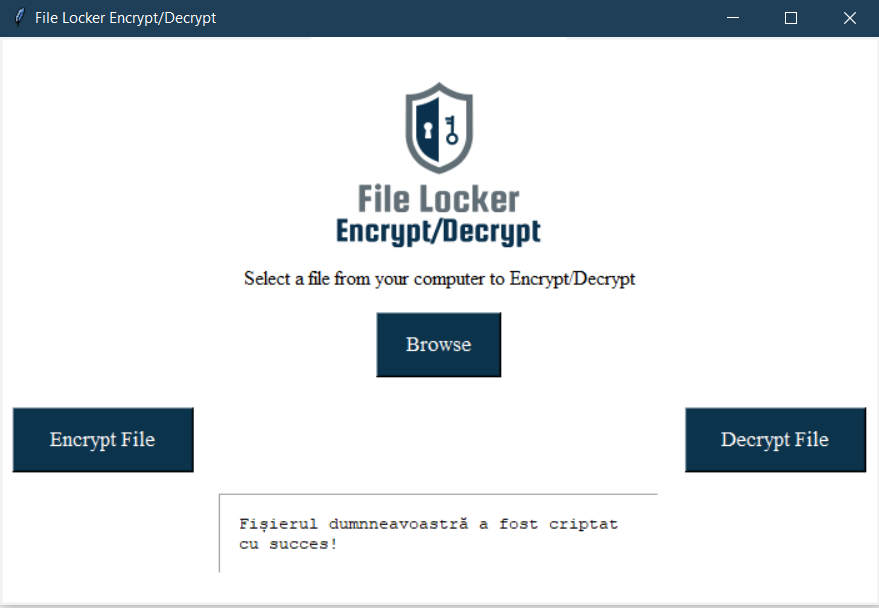 File Locker Encrypt/Decrypt
File Locker
Encrypt/Decrypt
Select a file from your computer to Encrypt/Decrypt
Browse
Encrypt File
Decrypt File
Fișierul dumnneavoastră a fost criptat
cu succes!